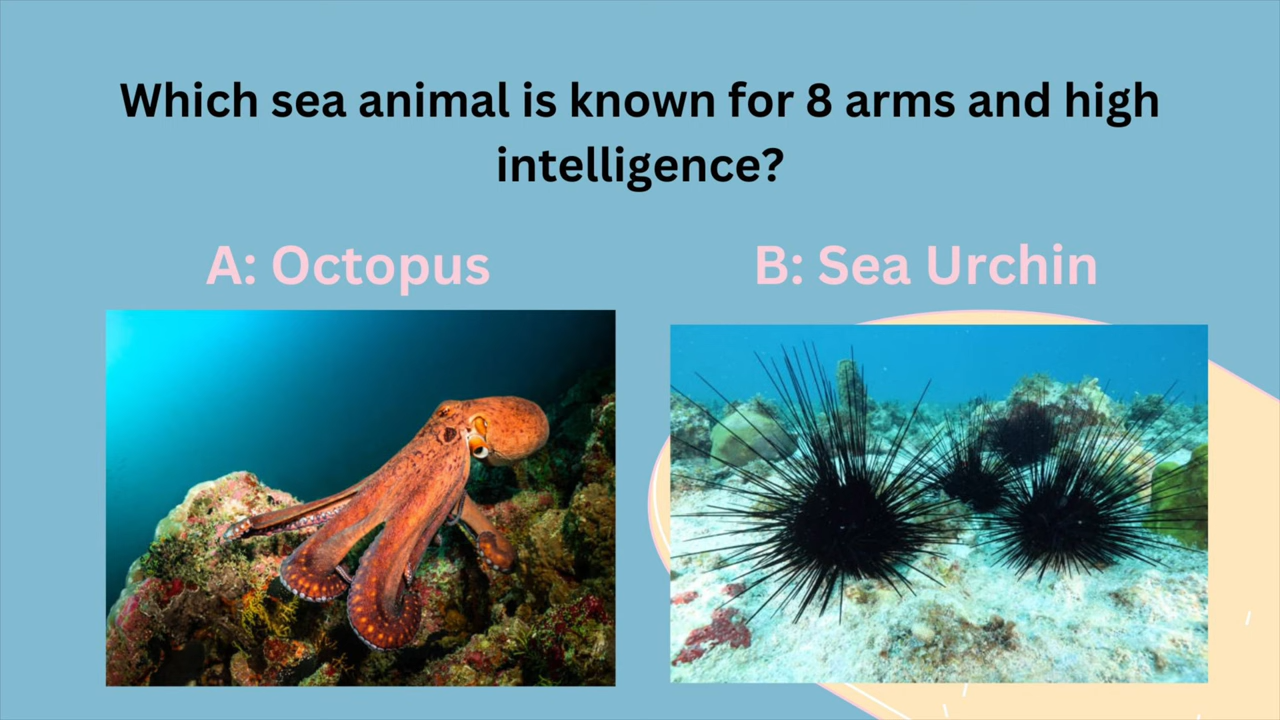 Which sea animal is known for 8 arms and high
intelligence?
A: Octopus
B: Sea Urchin